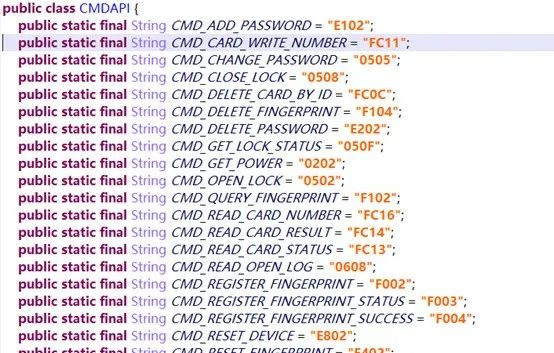 public class CMDAPI {
public static final String CMD_ADD_PASSWORD = "E102";
public static final String CMD_CARD_WRITE_NUMBER = "FC11";
public static final String CMD_CHANGE_PASSWORD = "0505";
public static final String CMD_CLOSE_LOCK = "0508";
public static final String CMD_DELETE_CARD_BY_ID = "FC0C";
public static final String CMD_DELETE_FINGERPRINT = "F104";
public static final String CMD_DELETE_PASSWORD = "E202";
public static final String CMD_GET_LOCK_STATUS = "050F";
public static final String CMD_GET_POWER = "0202";
public static final String CMD_OPEN_LOCK = "0502";
public static final String CMD_QUERY_FINGERPRINT = "F102";
public static final String CMD_READ_CARD_NUMBER = "FC16";
public static final String CMD_READ_CARD_RESULT = "FC14";
public static final String CMD_READ_CARD_STATUS = "FC13";
public static final String CMD_READ_OPEN_LOG = "0608";
public static final String CMD_REGISTER_FINGERPRINT = "F002";
public static final String CMD_REGISTER_FINGERPRINT_STATUS = "F003";
public static final String CMD_REGISTER_FINGERPRINT_SUCCESS = "F004";
public static final String CMD_RESET_DEVICE = "E802";
public static final String CMD_RESET_FINGERPRINT =